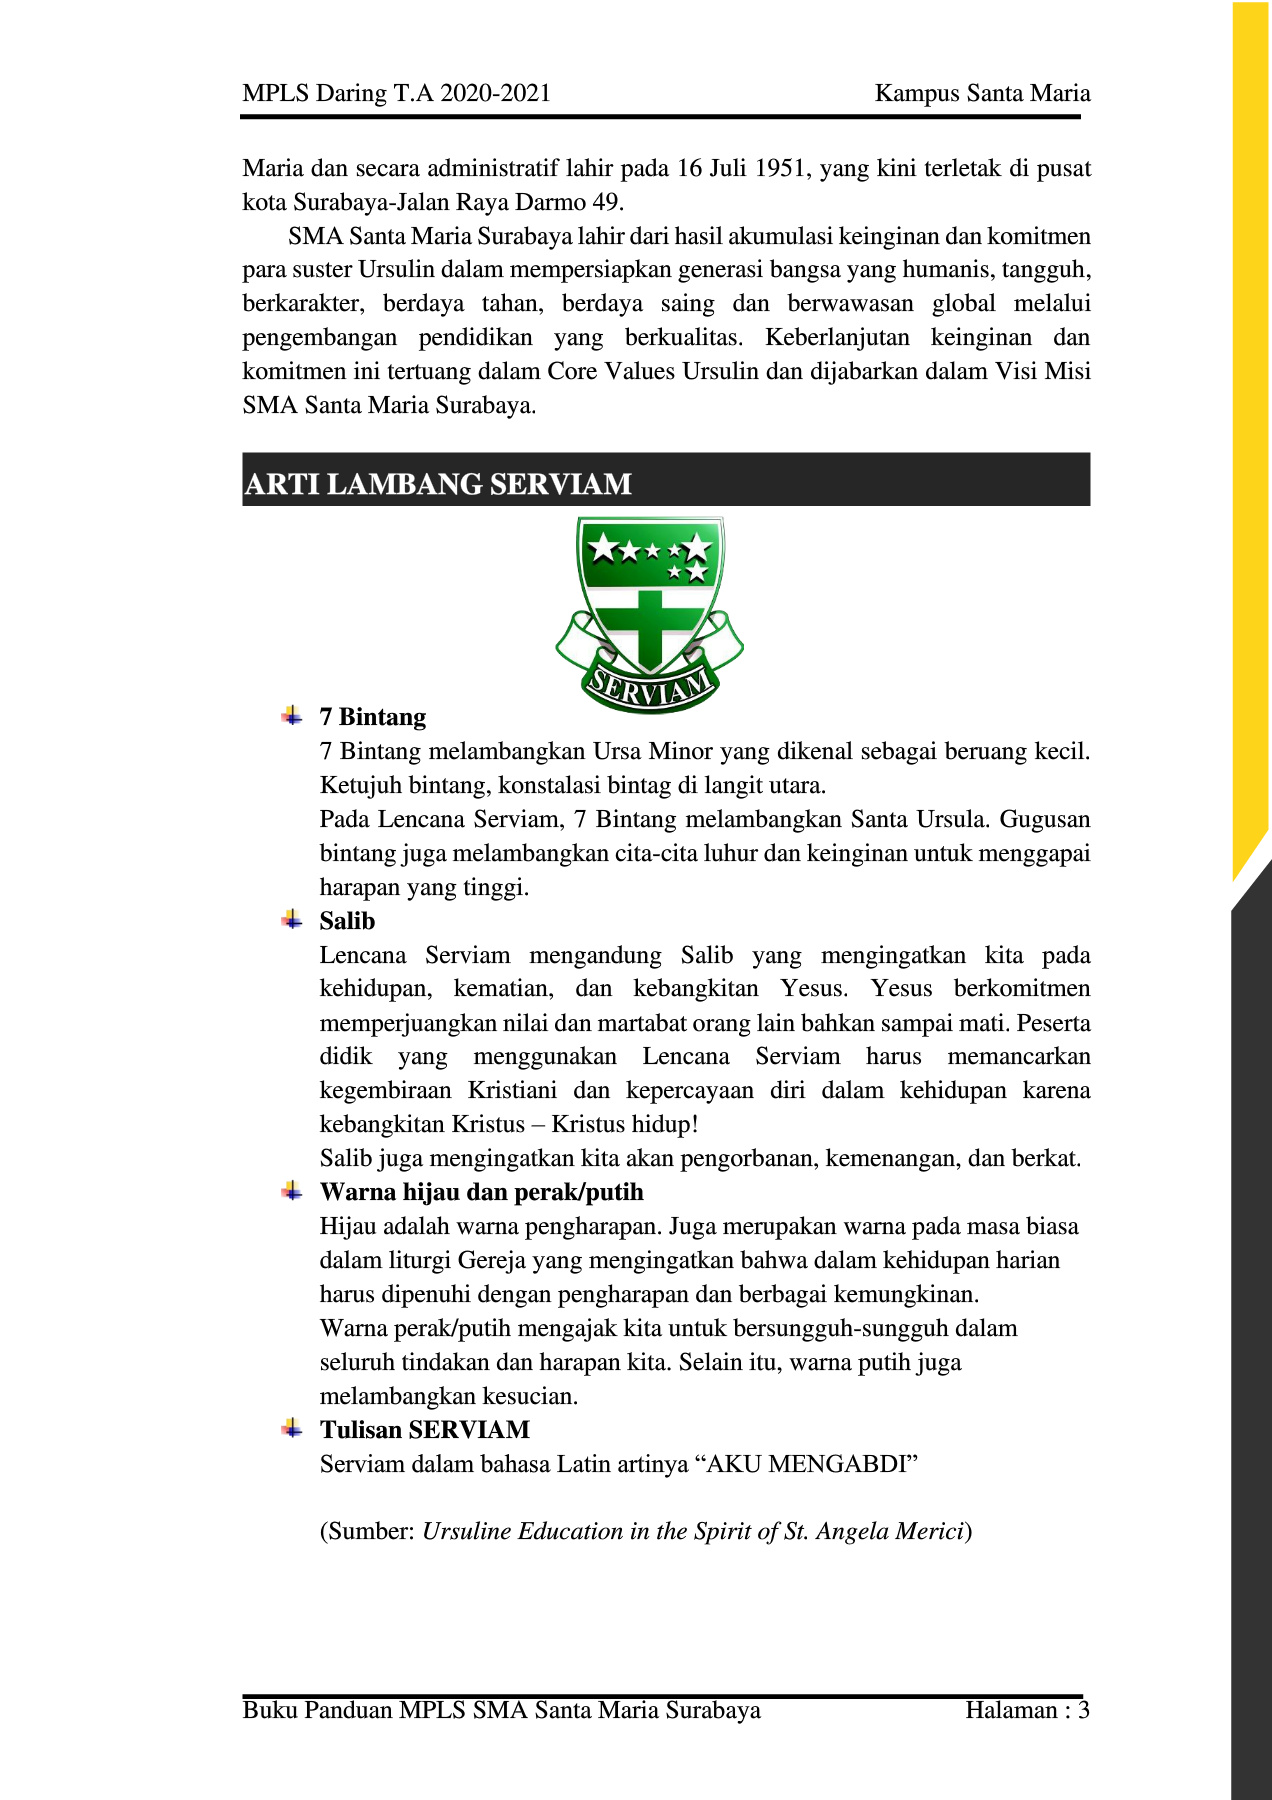 MPLS Daring T.A 2020-2021 Kampus Santa Maria
Maria dan secara administratif lahir pada 16 Juli 1951, yang kini terletak di pusat
kota Surabaya-Jalan Raya Darmo 49.
SMA Santa Maria Surabaya lahir dari hasil akumulasi keinginan dan komitmen
para suster Ursulin dalam mempersiapkan generasi bangsa yang humanis, tangguh,
berkarakter, berdaya tahan, berdaya saing dan berwawasan global melalui
pengembangan pendidikan yang berkualitas. Keberlanjutan keinginan dan
komitmen ini tertuang dalam Core Values Ursulin dan dijabarkan dalam Visi Misi
SMA Santa Maria Surabaya.
ARTI LAMBANG SERVIAM
SERVIAM
7 Bintang
7 Bintang melambangkan Ursa Minor yang dikenal sebagai beruang kecil.
Ketujuh bintang, konstalasi bintag di langit utara.
Pada Lencana Serviam, 7 Bintang melambangkan Santa Ursula. Gugusan
bintang juga melambangkan cita-cita luhur dan keinginan untuk menggapai
harapan yang tinggi.
Salib
Lencana Serviam mengandung Salib yang mengingatkan kita pada
kehidupan, kematian, dan kebangkitan Yesus. Yesus berkomitmen
memperjuangkan nilai dan martabat orang lain bahkan sampai mati. Peserta
didik yang menggunakan Lencana Serviam harus memancarkan
kegembiraan Kristiani dan kepercayaan diri dalam kehidupan karena
kebangkitan Kristus – Kristus hidup!
Salib juga mengingatkan kita akan pengorbanan, kemenangan, dan berkat.
Warna hijau dan perak/putih
Hijau adalah warna pengharapan. Juga merupakan warna pada masa biasa
dalam liturgi Gereja yang mengingatkan bahwa dalam kehidupan harian
harus dipenuhi dengan pengharapan dan berbagai kemungkinan.
Warna perak/putih mengajak kita untuk bersungguh-sungguh dalam
seluruh tindakan dan harapan kita. Selain itu, warna putih juga
melambangkan kesucian.
Tulisan SERVIAM
Serviam dalam bahasa Latin artinya “AKU MENGABDI”
(Sumber: Ursuline Education in the Spirit of St. Angela Merici)
Buku Panduan MPLS SMA Santa Maria Surabaya Halaman : 3